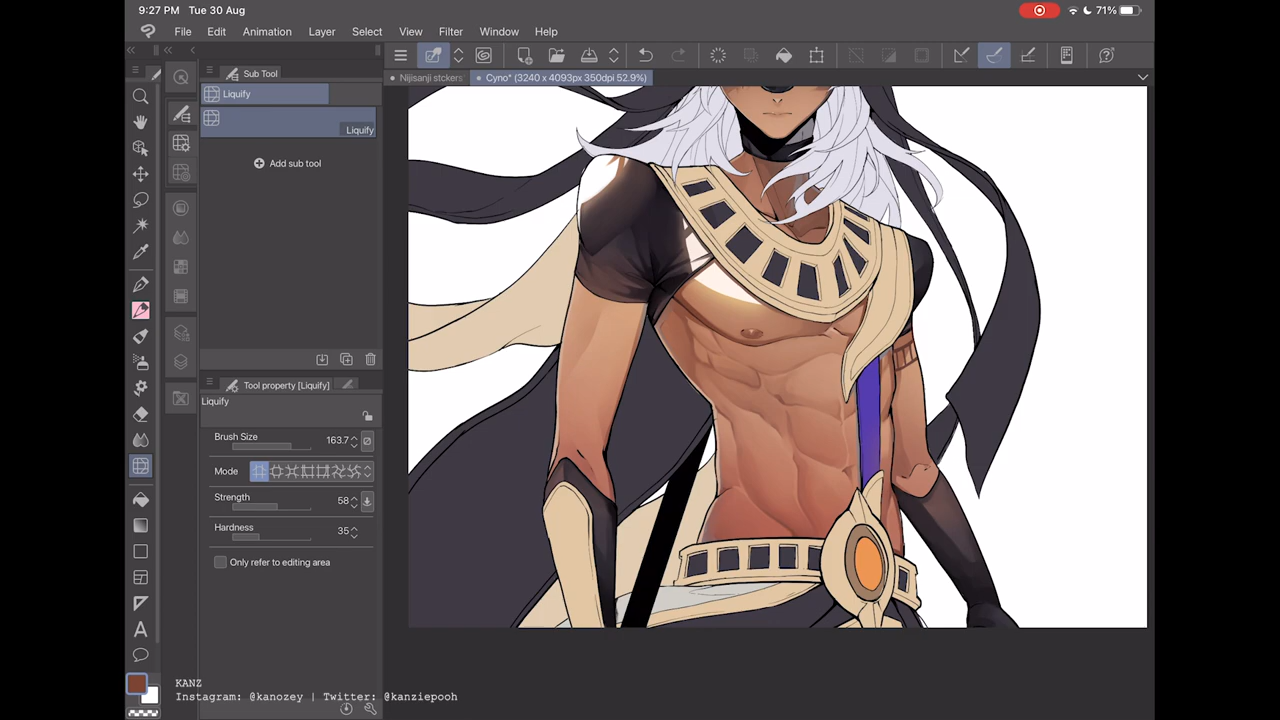 9:27 PM Tue 30 Aug
71%
File Edit Animation Layer Select View Filter Window Help
Nijisanji stckers
Cyno* (3240 x 4093px 350dpi 52.9%)
Sub Tool
Liquify
Liquify
Add sub tool
Tool property [Liquify]
Liquify
Brush Size 163.7
Mode
Strength 58
Hardness 35
Only refer to editing area
KANZ
Instagram: @kanozey | Twitter: @kanziepooh